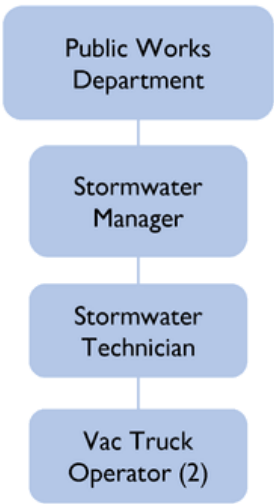 Public Works
Department
Stormwater
Manager
Stormwater
Technician
Vac Truck
Operator (2)